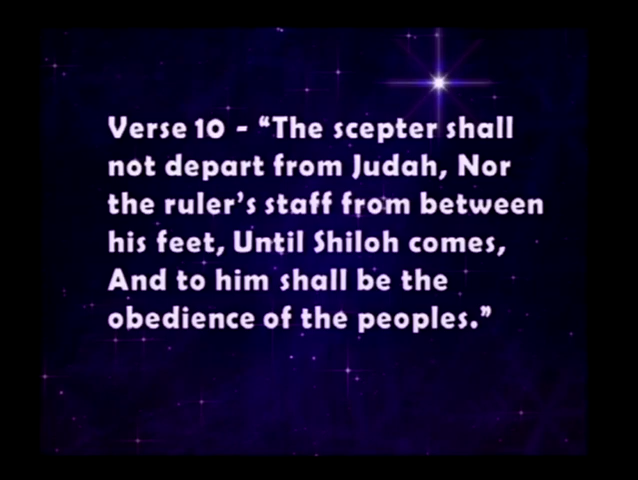 Verse 10 - “The scepter shall
not depart from Judah, Nor
the ruler’s staff from between
his feet, Until Shiloh comes,
And to him shall be the
obedience of the peoples.”